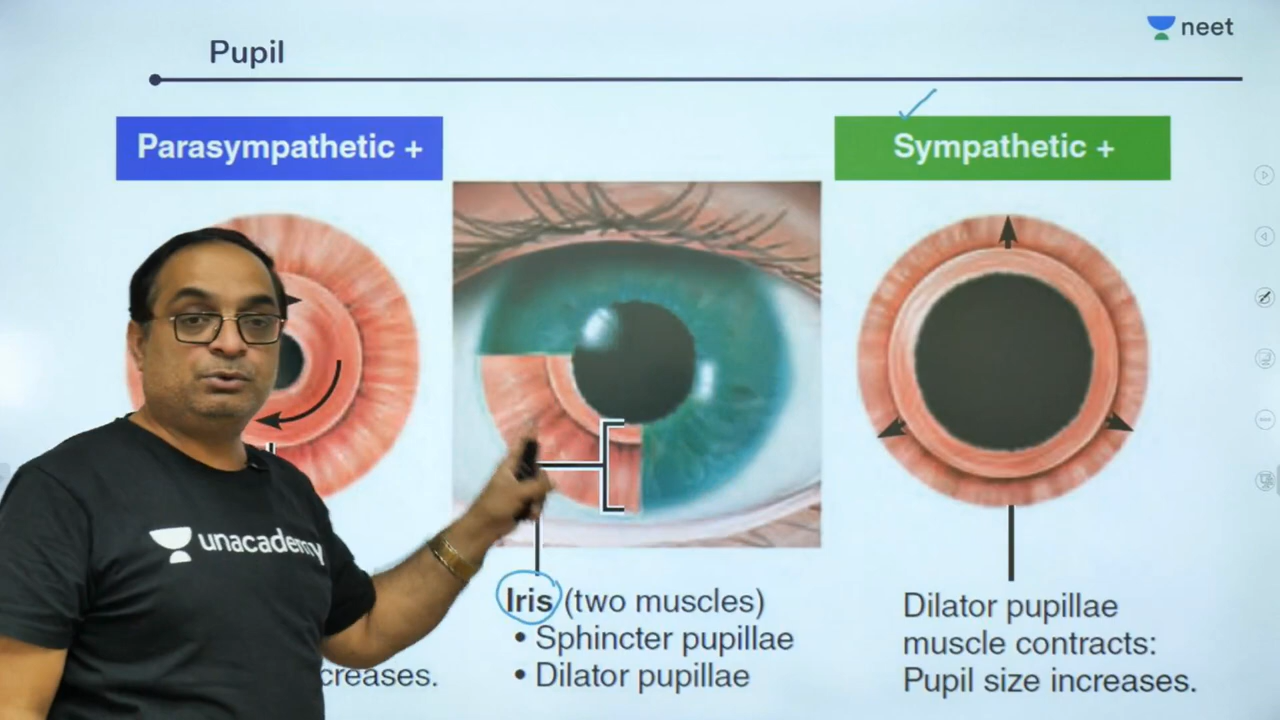 neet
Pupil
Parasympathetic +
Sympathetic +
unacademy
Iris (two muscles)
• Sphincter pupillae
• Dilator pupillae
creases.
Dilator pupillae
muscle contracts:
Pupil size increases.